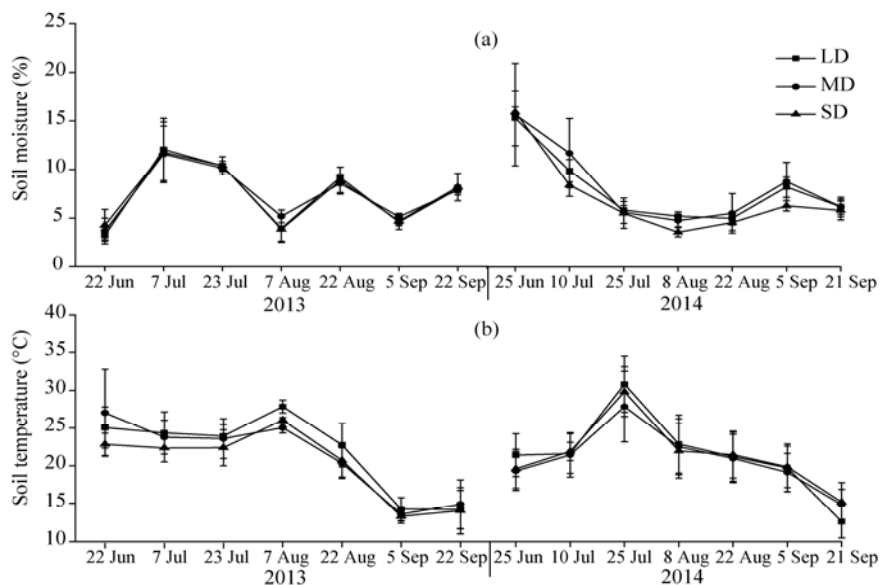 (a)
LD
MD
SD
Soil moisture (%)
25
20
15
10
5
0
22 Jun 7 Jul 23 Jul 7 Aug 22 Aug 5 Sep 22 Sep 25 Jun 10 Jul 25 Jul 8 Aug 22 Aug 5 Sep 21 Sep
2013 2014
(b)
Soil temperature (°C)
40
35
30
25
20
15
10
22 Jun 7 Jul 23 Jul 7 Aug 22 Aug 5 Sep 22 Sep 25 Jun 10 Jul 25 Jul 8 Aug 22 Aug 5 Sep 21 Sep
2013 2014